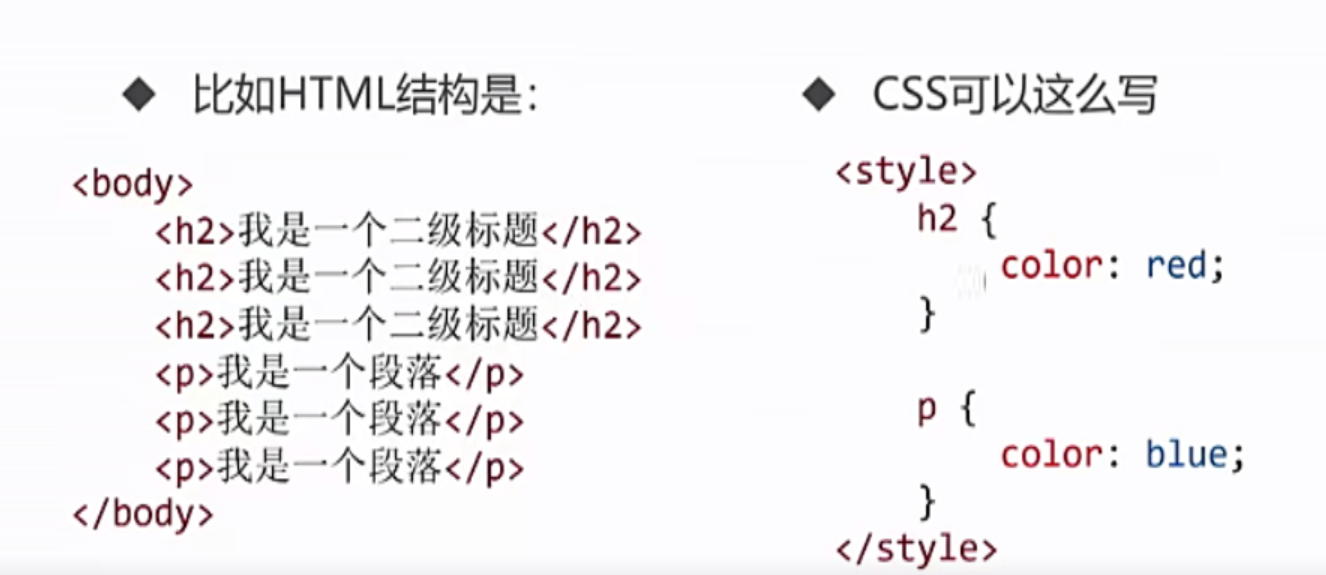 ◆ 比如HTML结构是:
<body>
<h2>我是一个二级标题</h2>
<h2>我是一个二级标题</h2>
<h2>我是一个二级标题</h2>
<p>我是一个段落</p>
<p>我是一个段落</p>
<p>我是一个段落</p>
</body>
◆ CSS可以这么写
<style>
h2 {
color: red;
}
p {
color: blue;
}
</style>